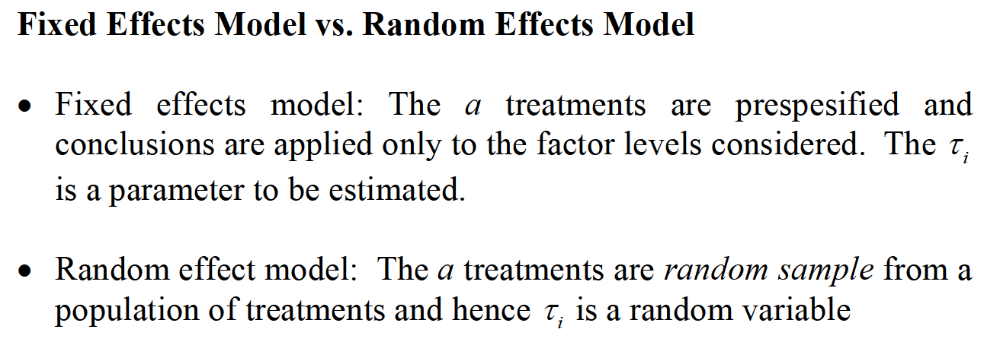 Fixed Effects Model vs. Random Effects Model
• Fixed effects model: The a treatments are prespesified and
conclusions are applied only to the factor levels considered. The τᵢ
is a parameter to be estimated.
• Random effect model: The a treatments are random sample from a
population of treatments and hence τᵢ is a random variable